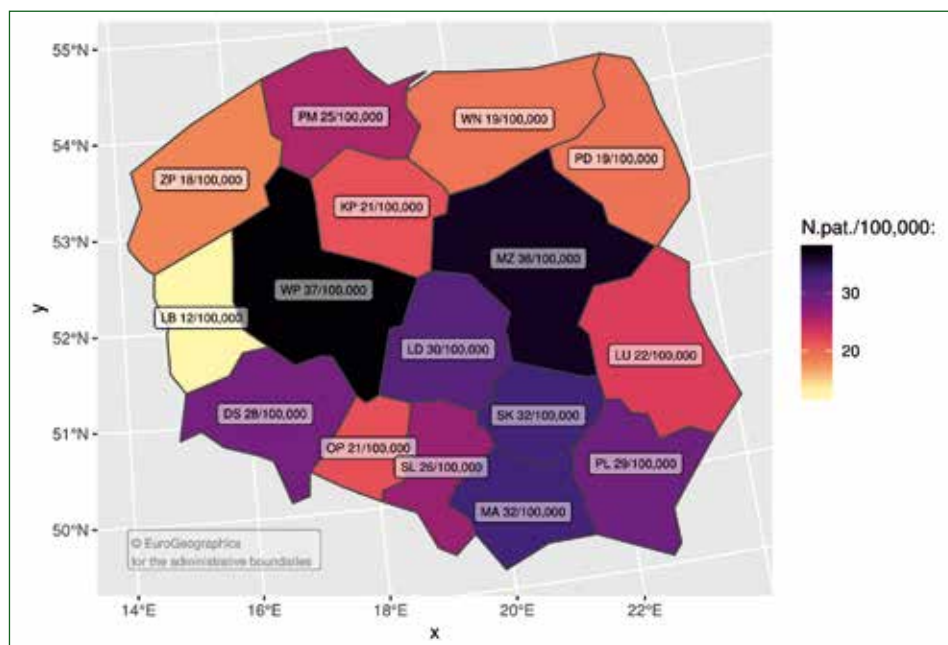 55°N
54°N
53°N
52°N
51°N
50°N
y
PM 25/100,000
WN 19/100,000
PD 19/100,000
ZP 18/100,000
KP 21/100,000
MZ 36/100,000
WP 37/100,000
LB 12/100,000
LD 30/100,000
LU 22/100,000
DS 28/100,000
SK 32/100,000
OP 21/100,000
SL 26/100,000
PL 29/100,000
MA 32/100,000
© EuroGeographics
for the administrative boundaries
14°E
16°E
18°E
20°E
22°E
x
N.pat./100,000:
30
20